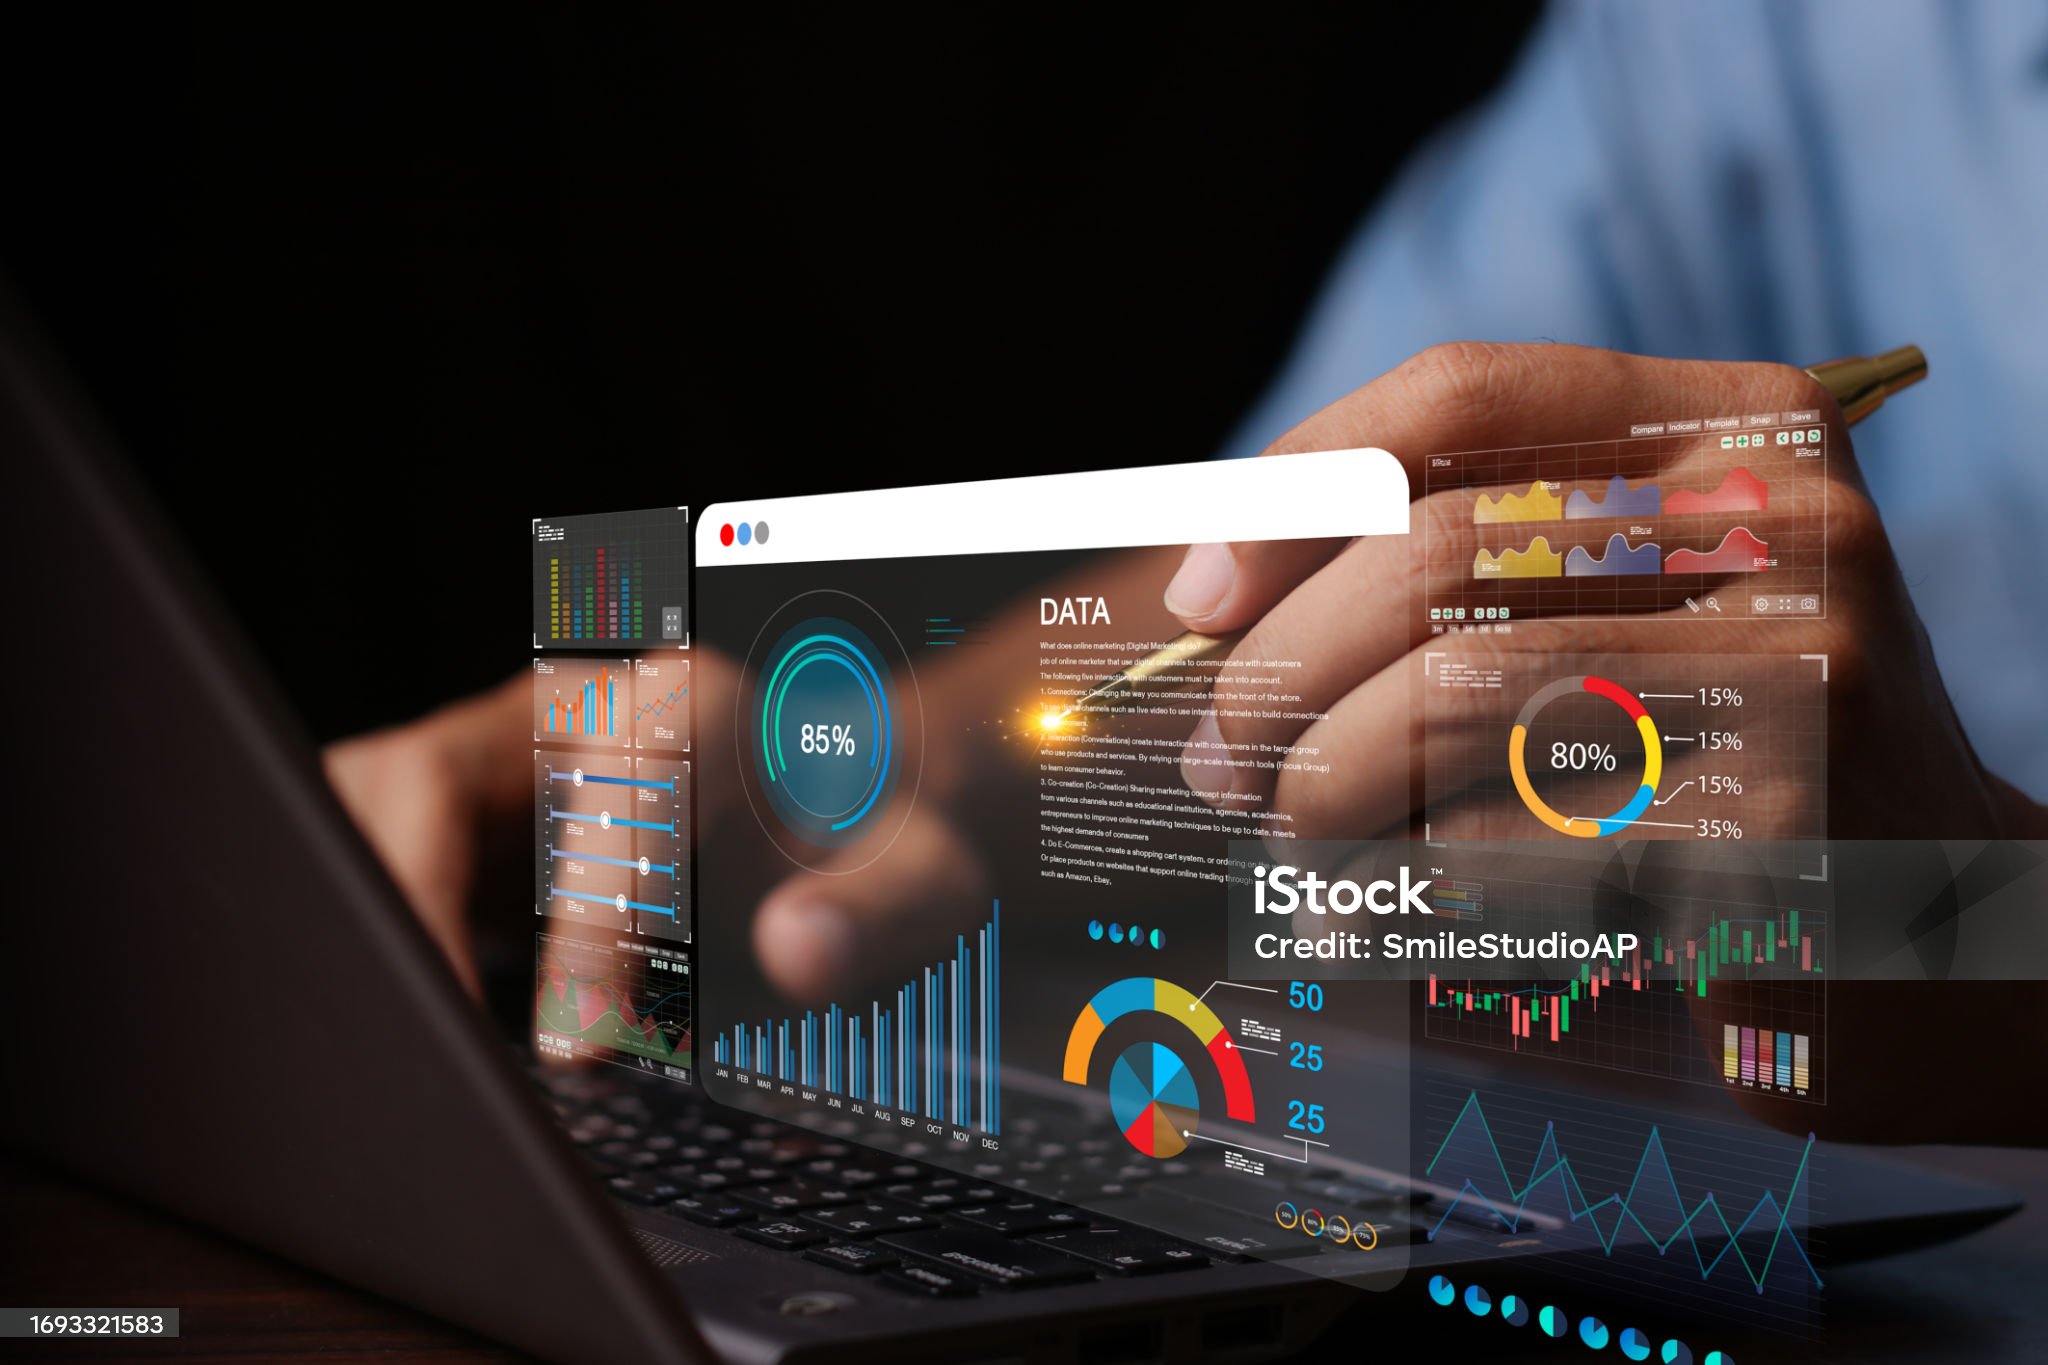 85%
DATA
What does online marketing (Digital Marketing) do?
job of online marketer that use digital channels to communicate with customers
The following five interactions with customers must be taken into account.
1. Connections: Changing the way you communicate from the front of the store.
To use digital channels such as live video to use internet channels to build connections
customers.
2. Interaction (Conversations) create interactions with consumers in the target group
who use products and services. By relying on large-scale research tools (Focus Group)
to learn consumer behavior.
3. Co-creation (Co-Creation) Sharing marketing concept information
from various channels such as educational institutions, agencies, academics,
entrepreneurs to improve online marketing techniques to be up to date. meets
the highest demands of consumers
4. Do E-Commerces, create a shopping cart system. or ordering on the
Or place products on websites that support online trading through
such as Amazon, Ebay,
JAN FEB MAR APR MAY JUN JUL AUG SEP OCT NOV DEC
50
25
25
Compare Indicator Template Snap Save
80%
15%
15%
15%
35%
1st 2nd 3rd 4th 5th
iStock™
Credit: SmileStudioAP
1693321583